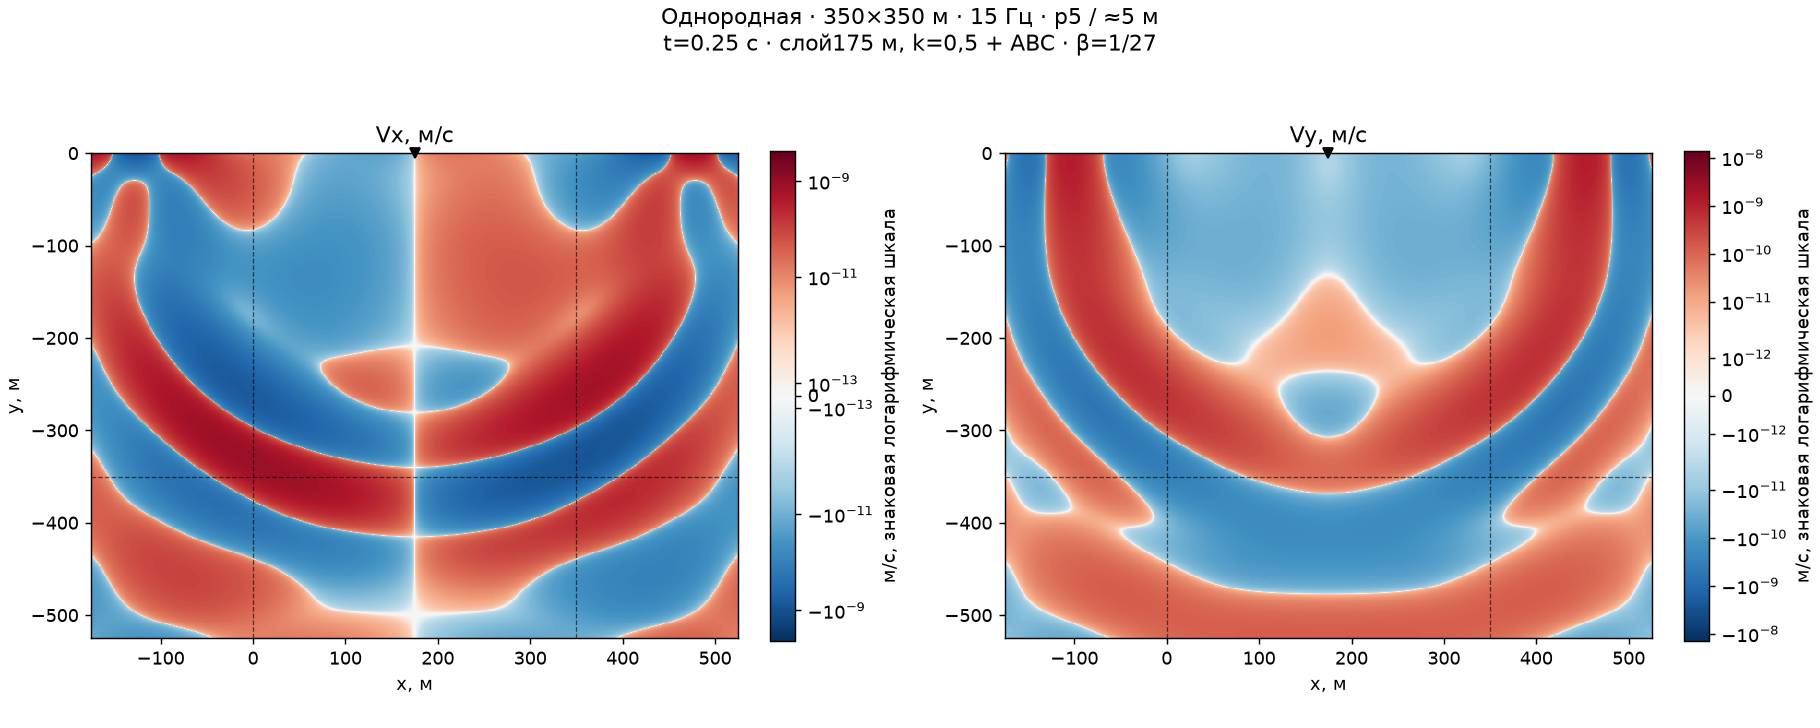 Однородная · 350×350 м · 15 Гц · p5 / ≈5 м
t=0.25 с · слой175 м, k=0,5 + ABC · β=1/27
Vx, м/с
0
−100
−200
−300
−400
−500
y, м
−100 0 100 200 300 400 500
x, м
10⁻⁹
10⁻¹¹
10⁻¹³
0
−10⁻¹³
−10⁻¹¹
−10⁻⁹
м/с, знаковая логарифмическая шкала
Vy, м/с
0
−100
−200
−300
−400
−500
y, м
−100 0 100 200 300 400 500
x, м
10⁻⁸
10⁻⁹
10⁻¹⁰
10⁻¹¹
10⁻¹²
0
−10⁻¹²
−10⁻¹¹
−10⁻¹⁰
−10⁻⁹
−10⁻⁸
м/с, знаковая логарифмическая шкала